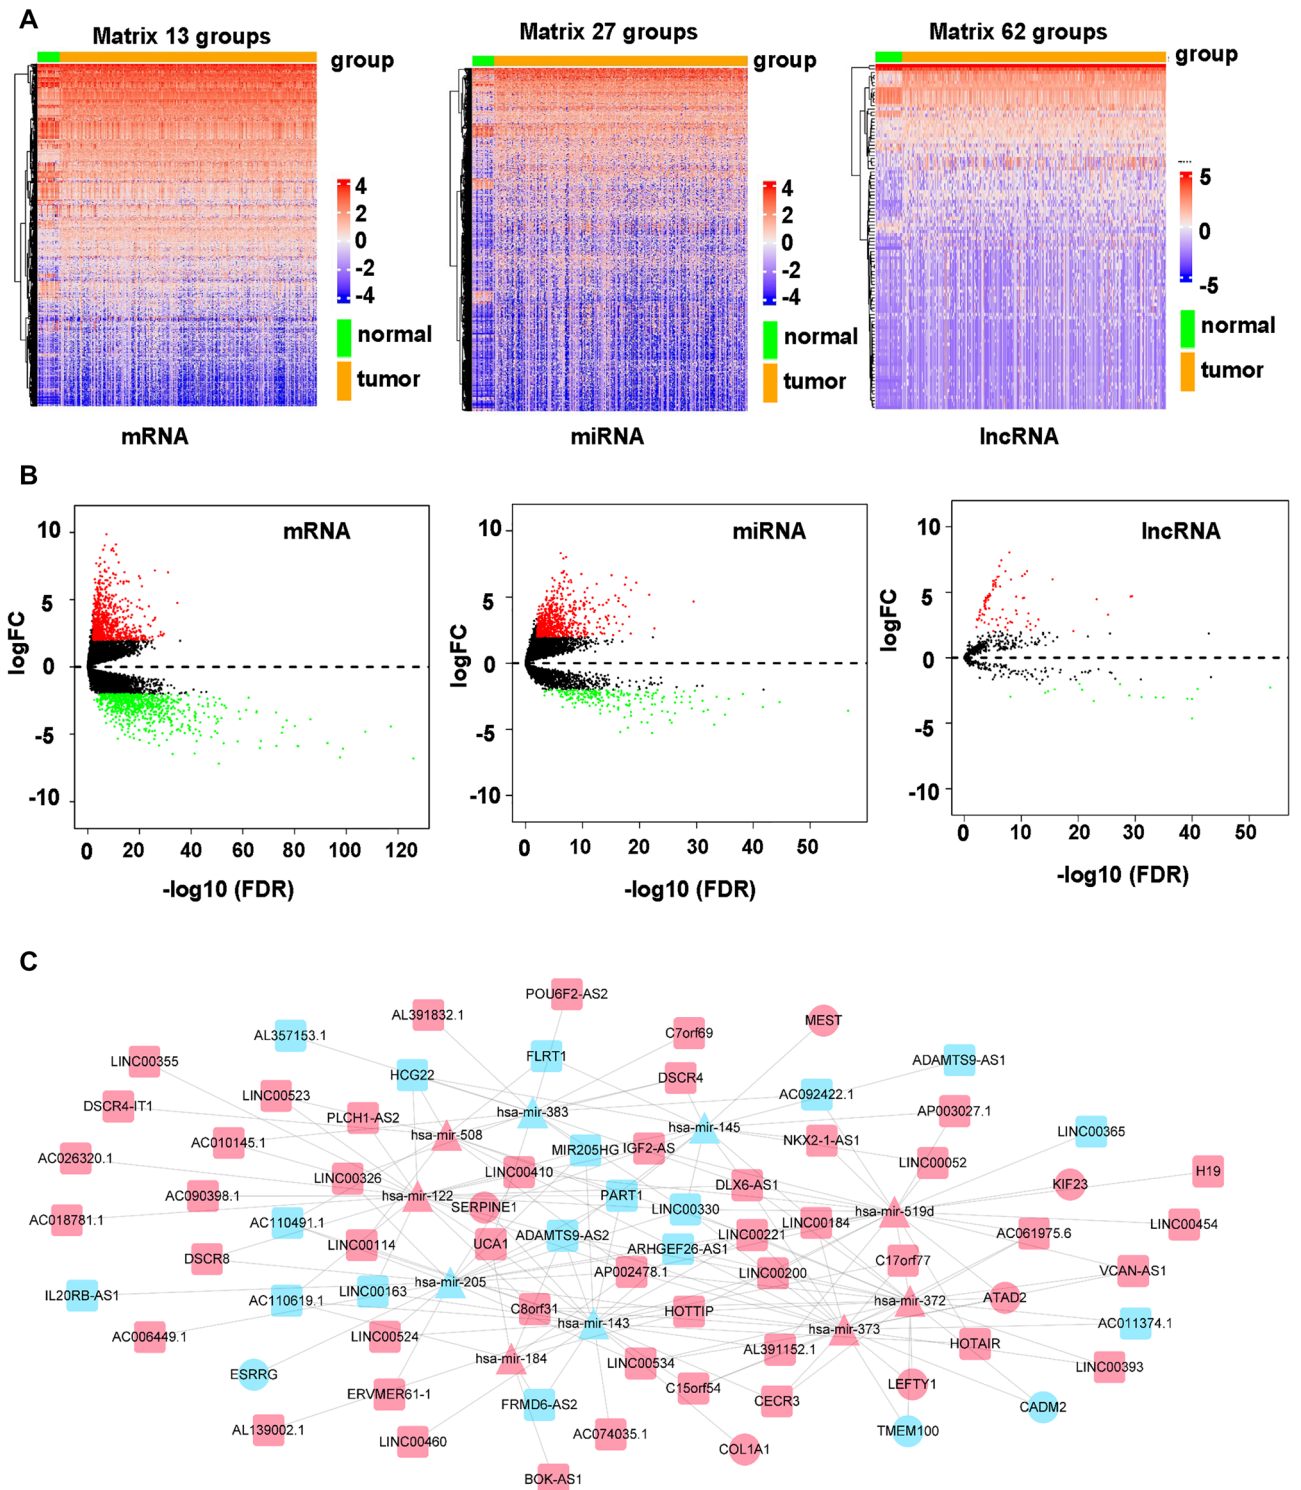 A
Matrix 13 groups
group
4
2
0
-2
-4
normal
tumor
mRNA
Matrix 27 groups
group
4
2
0
-2
-4
normal
tumor
miRNA
Matrix 62 groups
group
5
0
-5
normal
tumor
lncRNA
B
mRNA
logFC
10
5
0
-5
-10
0 20 40 60 80 100 120
-log10 (FDR)
miRNA
logFC
10
5
0
-5
-10
0 10 20 30 40 50
-log10 (FDR)
lncRNA
logFC
10
5
0
-5
-10
0 10 20 30 40 50
-log10 (FDR)
C
POU6F2-AS2
AL391832.1
MEST
AL357153.1
C7orf69
FLRT1
ADAMTS9-AS1
LINC00355
HCG22
DSCR4
AC092422.1
LINC00523
DSCR4-IT1
AP003027.1
hsa-mir-383
PLCH1-AS2
hsa-mir-145
LINC00365
hsa-mir-508
AC010145.1
NKX2-1-AS1
MIR205HG
IGF2-AS
AC026320.1
LINC00052
LINC00410
H19
LINC00326
DLX6-AS1
KIF23
AC090398.1
hsa-mir-122
PART1
SERPINE1
LINC00330
hsa-mir-519d
AC018781.1
AC110491.1
LINC00184
LINC00454
ADAMTS9-AS2
LINC00221
AC061975.6
UCA1
LINC00114
ARHGEF26-AS1
DSCR8
C17orf77
AP002478.1
LINC00200
VCAN-AS1
hsa-mir-205
LINC00163
IL20RB-AS1
AC110619.1
ATAD2
hsa-mir-372
C8orf31
HOTTIP
hsa-mir-143
AC011374.1
hsa-mir-373
AC006449.1
LINC00524
HOTAIR
AL391152.1
hsa-mir-184
LINC00534
LINC00393
ESRRG
LEFTY1
C15orf54
ERVMER61-1
CECR3
FRMD6-AS2
CADM2
AL139002.1
TMEM100
AC074035.1
LINC00460
COL1A1
BOK-AS1